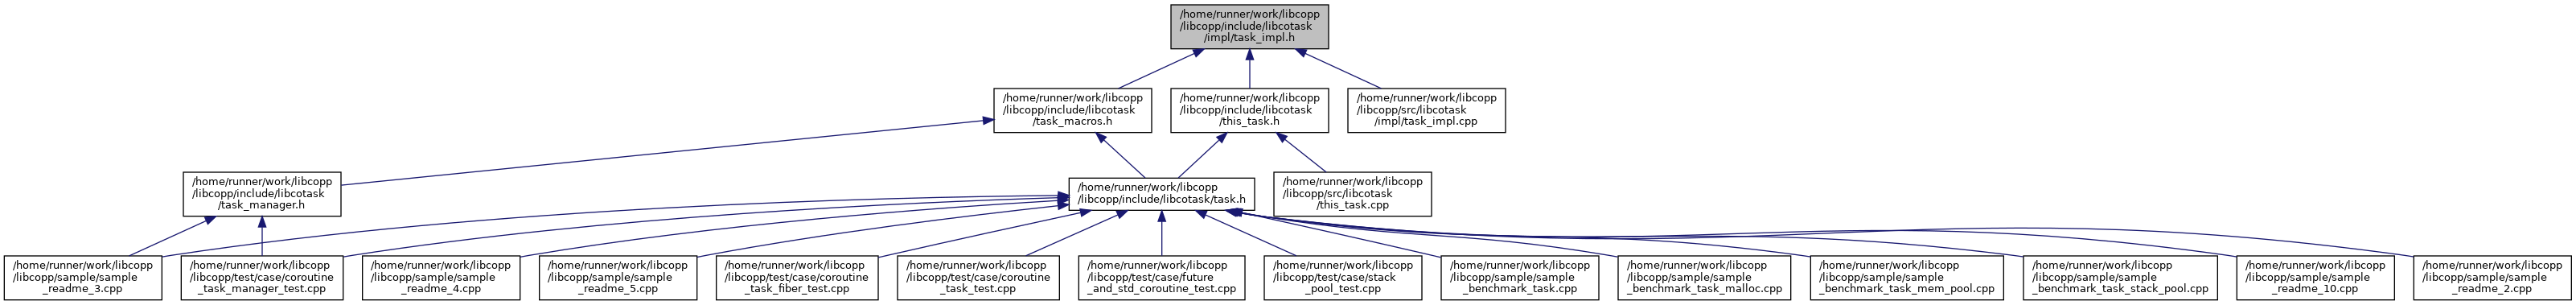 /home/runner/work/libcopp
/libcopp/include/libcotask
/impl/task_impl.h
/home/runner/work/libcopp
/libcopp/include/libcotask
/task_macros.h
/home/runner/work/libcopp
/libcopp/include/libcotask
/this_task.h
/home/runner/work/libcopp
/libcopp/src/libcotask
/impl/task_impl.cpp
/home/runner/work/libcopp
/libcopp/include/libcotask
/task_manager.h
/home/runner/work/libcopp
/libcopp/include/libcotask/task.h
/home/runner/work/libcopp
/libcopp/src/libcotask
/this_task.cpp
/home/runner/work/libcopp
/libcopp/sample/sample
_readme_3.cpp
/home/runner/work/libcopp
/libcopp/test/case/coroutine
_task_manager_test.cpp
/home/runner/work/libcopp
/libcopp/sample/sample
_readme_4.cpp
/home/runner/work/libcopp
/libcopp/sample/sample
_readme_5.cpp
/home/runner/work/libcopp
/libcopp/test/case/coroutine
_task_fiber_test.cpp
/home/runner/work/libcopp
/libcopp/test/case/coroutine
_task_test.cpp
/home/runner/work/libcopp
/libcopp/test/case/future
_and_std_coroutine_test.cpp
/home/runner/work/libcopp
/libcopp/test/case/stack
_pool_test.cpp
/home/runner/work/libcopp
/libcopp/sample/sample
_benchmark_task.cpp
/home/runner/work/libcopp
/libcopp/sample/sample
_benchmark_task_malloc.cpp
/home/runner/work/libcopp
/libcopp/sample/sample
_benchmark_task_mem_pool.cpp
/home/runner/work/libcopp
/libcopp/sample/sample
_benchmark_task_stack_pool.cpp
/home/runner/work/libcopp
/libcopp/sample/sample
_readme_10.cpp
/home/runner/work/libcopp
/libcopp/sample/sample
_readme_2.cpp